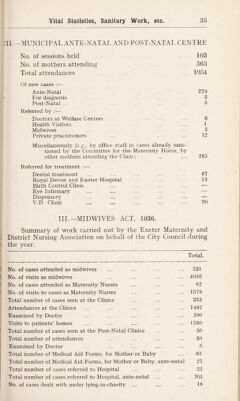 Vital Statistics, Sanitary Work, etc. 35
II.—MUNICIPAL ANTE-NATAL AND POST-NATAL CENTRE
No. of sessions held 103
No. of mothers attending 363
Total attendances 1954
Of new cases :—
Ante-Natal 279
For diagnosis 3
Post-Natal 5
Referred by :—
Doctors at Welfare Centres 6
Health Visitors 1
Midwives 3
Private practitioners 12
Miscellaneously (e.g., by office staff in cases already sanc-
tioned by the Committee for the Maternity Home, by
other mothers attending the Clinic) 265
Referred for treatment :—
Dental treatment 67
Royal Devon and Exeter Hospital 15
Birth Control Clinic —
Eye Infirmary —
Dispensary —
V.D Clinic 20
III.—MIDWIVES ACT, 1936.
Summary of work carried out by the Exeter Maternity and
District Nursing Association on behalf of the City Council during
the year.
Total.
No. of cases attended as midwives 231
No. of visits as midwives 4950
No. of cases attended as Maternity Nurses 82
No. of visits to cases as Maternity Nurses 1578
Total number of cases seen at the Clinics 353
Attendances at the Clinics 1482
Examined by Doctor 390
Visits to patients' homes 1260
Total number of cases seen at the Post-Natal Clinics 30
Total number of attendances 30
Examined by Doctor 5
Total number of Medical Aid Forms, for Mother or Baby 61
Total number of Medical Aid Forms, for Mother or Baby, ante-natal 27
Total number of cases referred to Hospital 22
Total number of cases referred to Hospital, ante-natal Nil.
No. of cases dealt with under lying-in charity 18